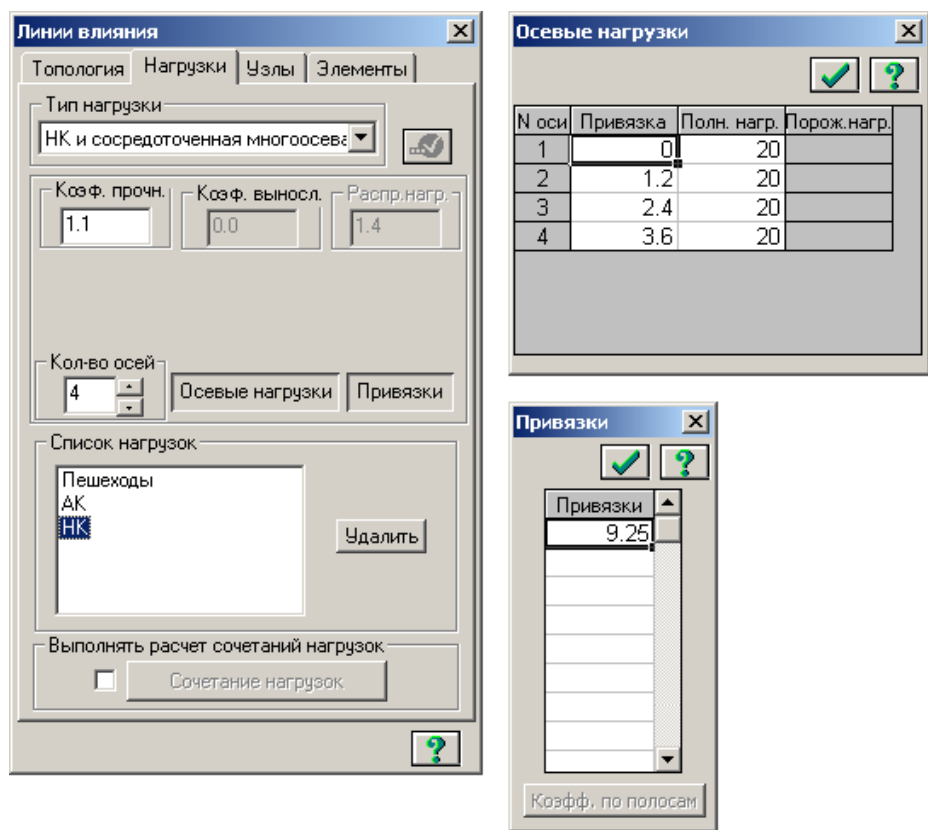 Линии влияния
Топология Нагрузки Узлы Элементы
Тип нагрузки
НК и сосредоточенная многоосева
Коэф. прочн. Коэф. выносл. Распр.нагр.
1.1 0.0 1.4
Кол-во осей
4 Осевые нагрузки Привязки
Список нагрузок
Пешеходы
АК
НК
Удалить
Выполнять расчет сочетаний нагрузок
Сочетание нагрузок
Осевые нагрузки
N оси Привязка Полн. нагр. Порож.нагр.
1 0 20
2 1.2 20
3 2.4 20
4 3.6 20
Привязки
Привязки
9.25
Коэфф. по полосам